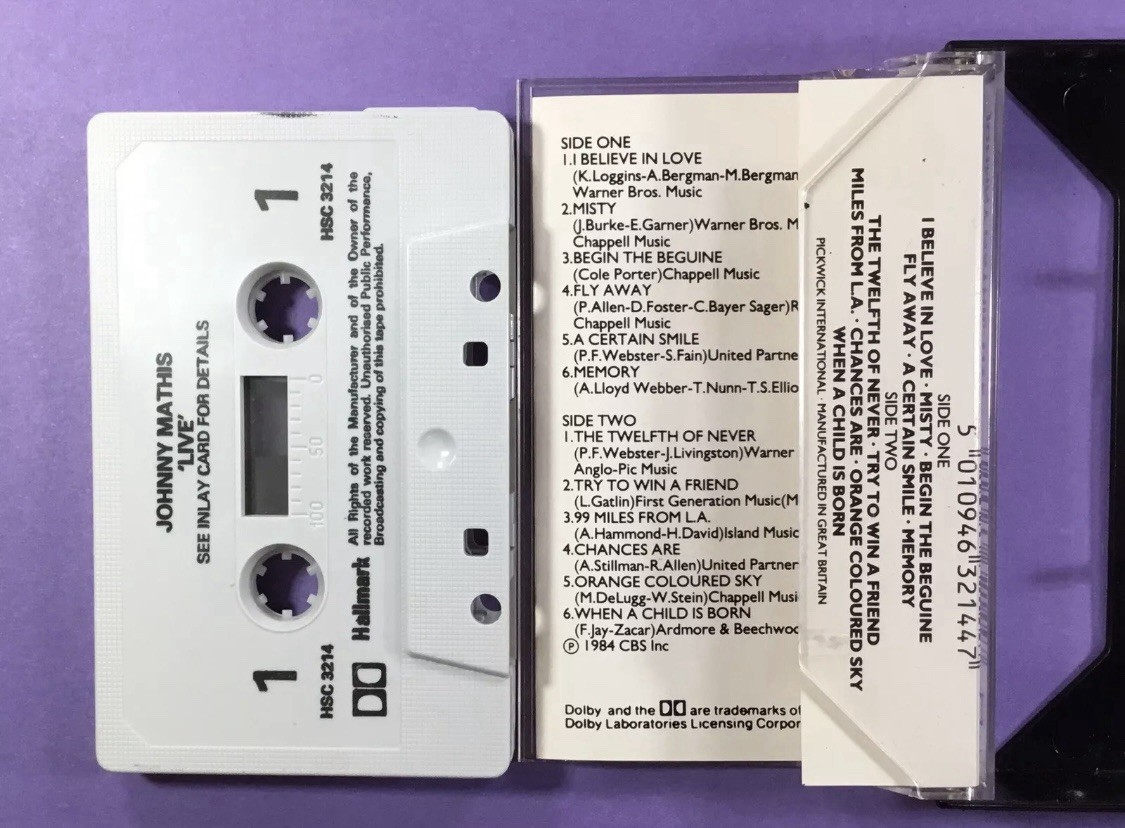 JOHNNY MATHIS
'LIVE'
SEE INLAY CARD FOR DETAILS
1
1
HSC 3214
HSC 3214
0
50
100
Hallmark
All Rights of the Manufacturer and of the Owner of the
recorded work reserved. Unauthorised Public Performance,
Broadcasting and copying of this tape prohibited.
SIDE ONE
1.I BELIEVE IN LOVE
(K.Loggins-A.Bergman-M.Bergman
Warner Bros. Music
2.MISTY
(J.Burke-E.Garner)Warner Bros. M
Chappell Music
3.BEGIN THE BEGUINE
(Cole Porter)Chappell Music
4.FLY AWAY
(P.Allen-D.Foster-C.Bayer Sager)R
Chappell Music
5.A CERTAIN SMILE
(P.F.Webster-S.Fain)United Partne
6.MEMORY
(A.Lloyd Webber-T.Nunn-T.S.Ellio
SIDE TWO
1.THE TWELFTH OF NEVER
(P.F.Webster-J.Livingston)Warner
Anglo-Pic Music
2.TRY TO WIN A FRIEND
(L.Gatlin)First Generation Music(M
3.99 MILES FROM L.A.
(A.Hammond-H.David)Island Music
4.CHANCES ARE
(A.Stillman-R.Allen)United Partner
5.ORANGE COLOURED SKY
(M.DeLugg-W.Stein)Chappell Musi
6.WHEN A CHILD IS BORN
(F.Jay-Zacar)Ardmore & Beechwoo
Ⓟ 1984 CBS Inc
Dolby and the are trademarks of
Dolby Laboratories Licensing Corpor
5 010946 321447
SIDE ONE
I BELIEVE IN LOVE · MISTY · BEGIN THE BEGUINE
FLY AWAY · A CERTAIN SMILE · MEMORY
SIDE TWO
THE TWELFTH OF NEVER · TRY TO WIN A FRIEND
MILES FROM L.A. · CHANCES ARE · ORANGE COLOURED SKY
WHEN A CHILD IS BORN
PICKWICK INTERNATIONAL · MANUFACTURED IN GREAT BRITAIN